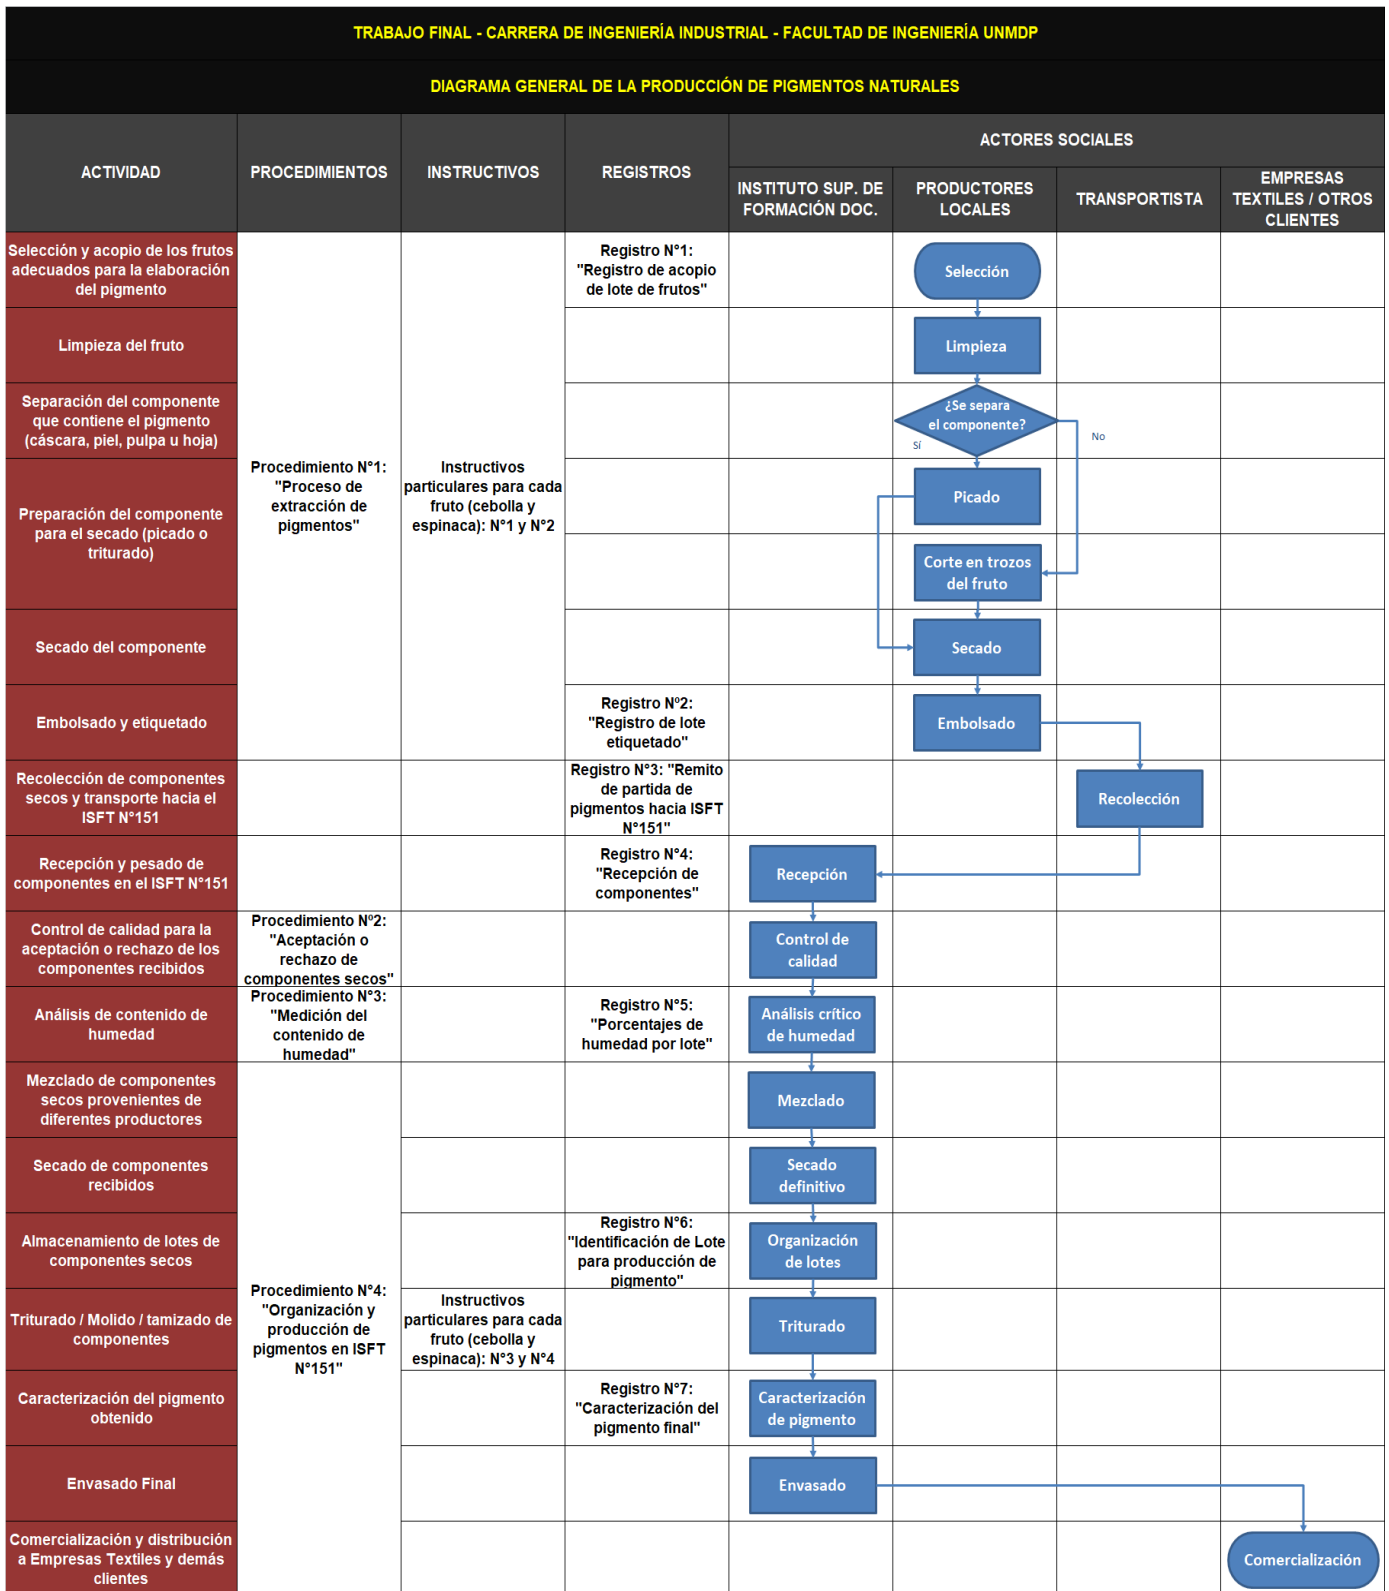 TRABAJO FINAL - CARRERA DE INGENIERÍA INDUSTRIAL - FACULTAD DE INGENIERÍA UNMDP
DIAGRAMA GENERAL DE LA PRODUCCIÓN DE PIGMENTOS NATURALES
ACTIVIDAD
PROCEDIMIENTOS
INSTRUCTIVOS
REGISTROS
ACTORES SOCIALES
INSTITUTO SUP. DE
FORMACIÓN DOC.
PRODUCTORES
LOCALES
TRANSPORTISTA
EMPRESAS
TEXTILES / OTROS
CLIENTES
Selección y acopio de los frutos
adecuados para la elaboración
del pigmento
Registro N°1:
"Registro de acopio
de lote de frutos"
Selección
Limpieza del fruto
Limpieza
Separación del componente
que contiene el pigmento
(cáscara, piel, pulpa u hoja)
¿Se separa
el componente?
Sí
No
Procedimiento N°1:
"Proceso de
extracción de
pigmentos"
Instructivos
particulares para cada
fruto (cebolla y
espinaca): N°1 y N°2
Preparación del componente
para el secado (picado o
triturado)
Picado
Corte en trozos
del fruto
Secado del componente
Secado
Embolsado y etiquetado
Registro Nº2:
"Registro de lote
etiquetado"
Embolsado
Recolección de componentes
secos y transporte hacia el
ISFT N°151
Registro N°3: "Remito
de partida de
pigmentos hacia ISFT
N°151"
Recolección
Recepción y pesado de
componentes en el ISFT N°151
Registro N°4:
"Recepción de
componentes"
Recepción
Control de calidad para la
aceptación o rechazo de los
componentes recibidos
Procedimiento Nº2:
"Aceptación o
rechazo de
componentes secos"
Control de
calidad
Análisis de contenido de
humedad
Procedimiento N°3:
"Medición del
contenido de
humedad"
Registro N°5:
"Porcentajes de
humedad por lote"
Análisis crítico
de humedad
Mezclado de componentes
secos provenientes de
diferentes productores
Mezclado
Secado de componentes
recibidos
Secado
definitivo
Almacenamiento de lotes de
componentes secos
Registro N°6:
"Identificación de Lote
para producción de
pigmento"
Organización
de lotes
Procedimiento N°4:
"Organización y
producción de
pigmentos en ISFT
N°151"
Triturado / Molido / tamizado de
componentes
Instructivos
particulares para cada
fruto (cebolla y
espinaca): N°3 y N°4
Triturado
Caracterización del pigmento
obtenido
Registro N°7:
"Caracterización del
pigmento final"
Caracterización
de pigmento
Envasado Final
Envasado
Comercialización y distribución
a Empresas Textiles y demás
clientes
Comercialización